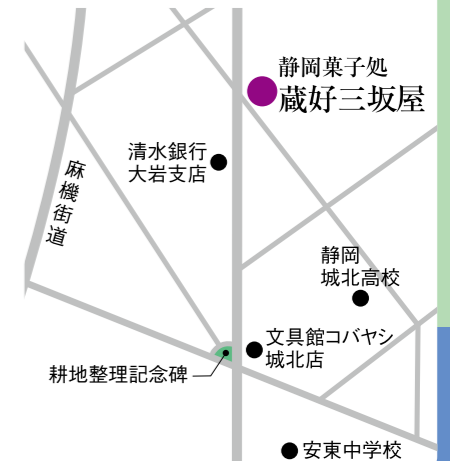 静岡菓子処
蔵好三坂屋
清水銀行
大岩支店
麻機街道
静岡
城北高校
文具館コバヤシ
城北店
耕地整理記念碑
安東中学校